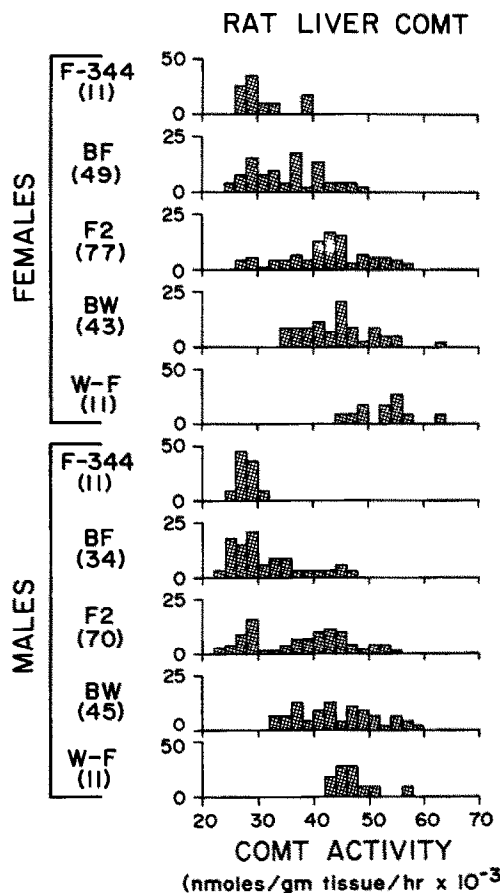 RAT LIVER COMT
FEMALES
F-344
(11)
50
0
BF
(49)
25
0
F2
(77)
25
0
BW
(43)
25
0
W-F
(11)
50
0
MALES
F-344
(11)
50
0
BF
(34)
25
0
F2
(70)
25
0
BW
(45)
25
0
W-F
(11)
50
0
20 30 40 50 60 70
COMT ACTIVITY
(nmoles/gm tissue/hr x 10-3